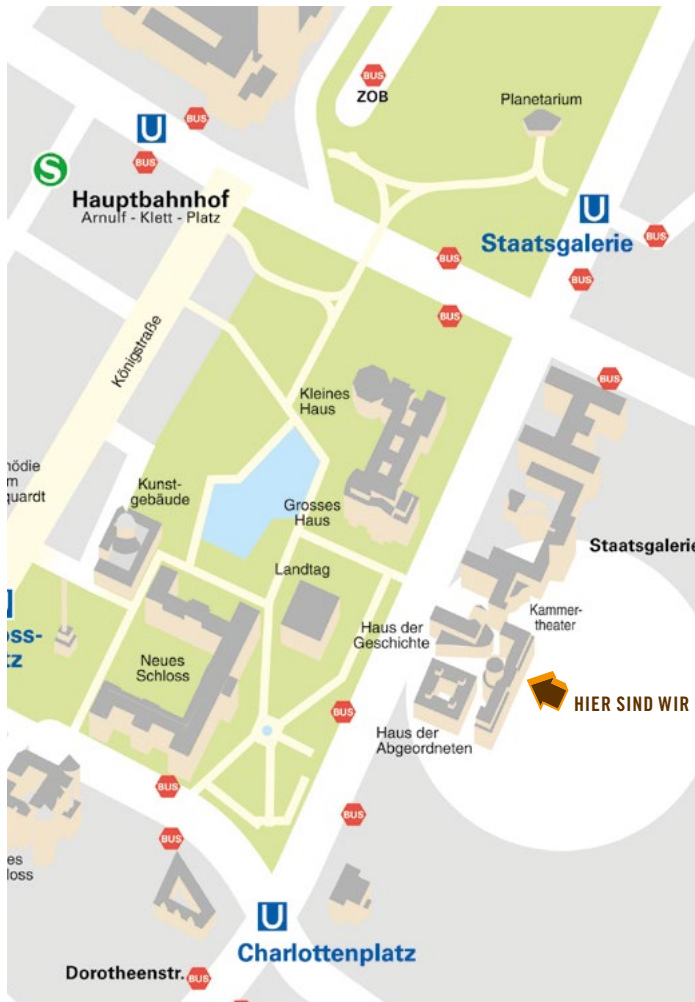 BUS
ZOB
Planetarium
U
BUS
BUS
S
Hauptbahnhof
Arnulf - Klett - Platz
U
Staatsgalerie
BUS
BUS
BUS
BUS
Königstraße
BUS
Kleines
Haus
Kunst-
gebäude
Grosses
Haus
Staatsgalerie
Landtag
Kammer-
theater
Haus der
Geschichte
Neues
Schloss
HIER SIND WIR
BUS
Haus der
Abgeordneten
BUS
BUS
BUS
U
Charlottenplatz
Dorotheenstr.
BUS